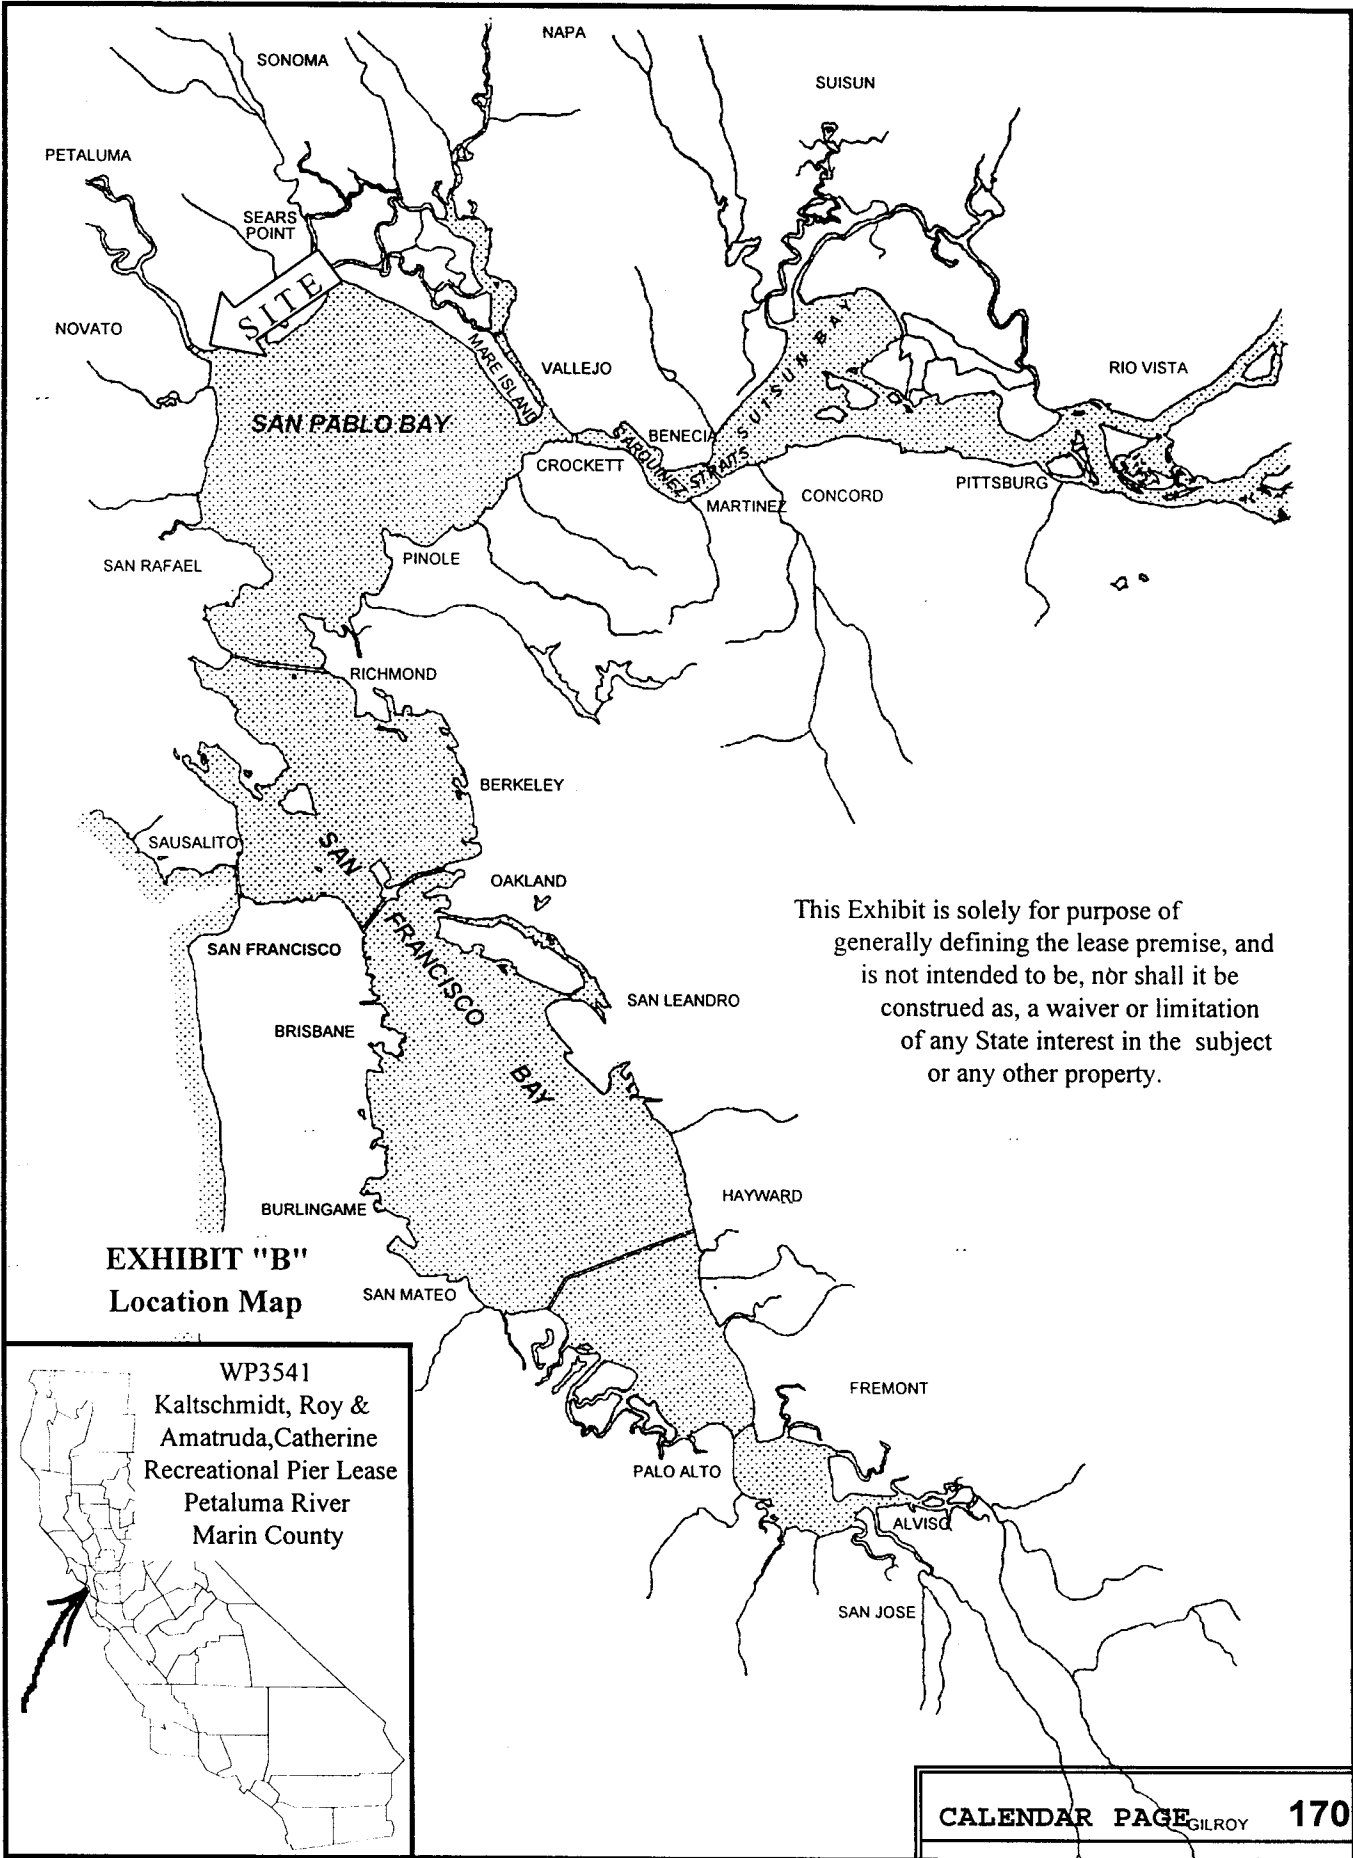 NAPA
SONOMA
SUISUN
PETALUMA
SEARS
POINT
SITE
NOVATO
MARE ISLAND
VALLEJO
SUISUN BAY
RIO VISTA
SAN PABLO BAY
BENECIA
SARQUINEZ STRAITS
CROCKETT
PITTSBURG
CONCORD
MARTINEZ
SAN RAFAEL
PINOLE
RICHMOND
BERKELEY
SAUSALITO
SAN FRANCISCO BAY
OAKLAND
This Exhibit is solely for purpose of
generally defining the lease premise, and
is not intended to be, nor shall it be
construed as, a waiver or limitation
of any State interest in the subject
or any other property.
SAN FRANCISCO
SAN LEANDRO
BRISBANE
HAYWARD
BURLINGAME
EXHIBIT "B"
Location Map
SAN MATEO
WP3541
Kaltschmidt, Roy &
Amatruda,Catherine
Recreational Pier Lease
Petaluma River
Marin County
FREMONT
PALO ALTO
ALVISO
SAN JOSE
CALENDAR PAGE 170
GILROY